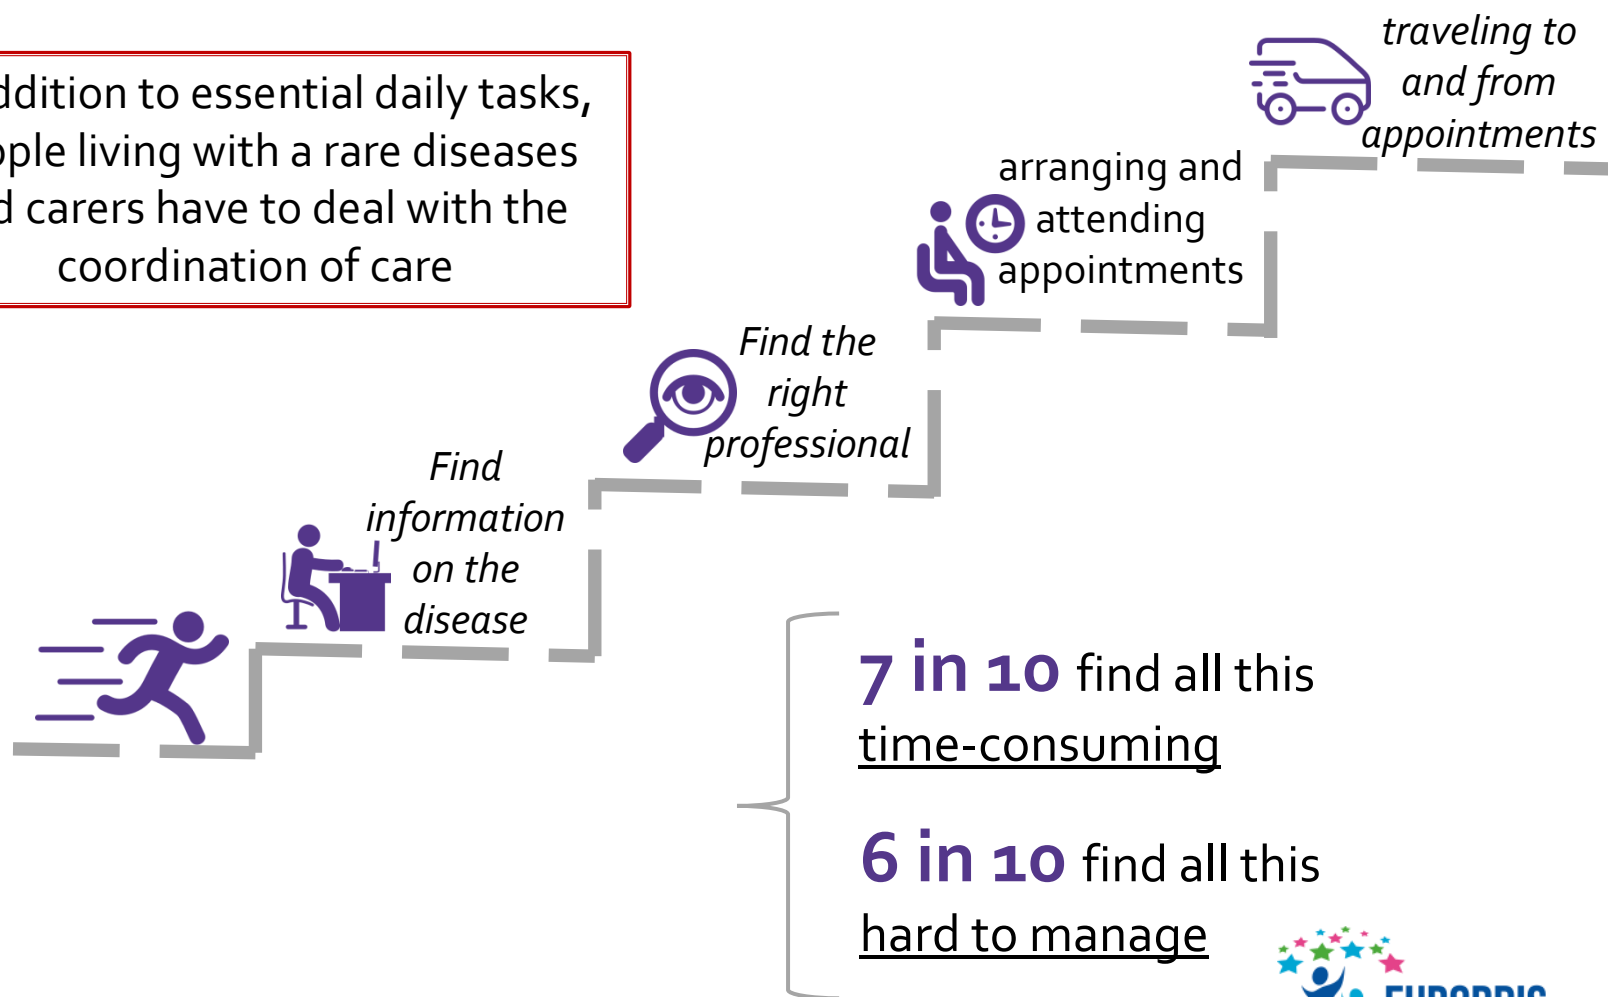 ddition to essential daily tasks,
ople living with a rare diseases
d carers have to deal with the
coordination of care
traveling to
and from
appointments
arranging and
attending
appointments
Find the
right
professional
Find
information
on the
disease
7 in 10 find all this
time-consuming
6 in 10 find all this
hard to manage